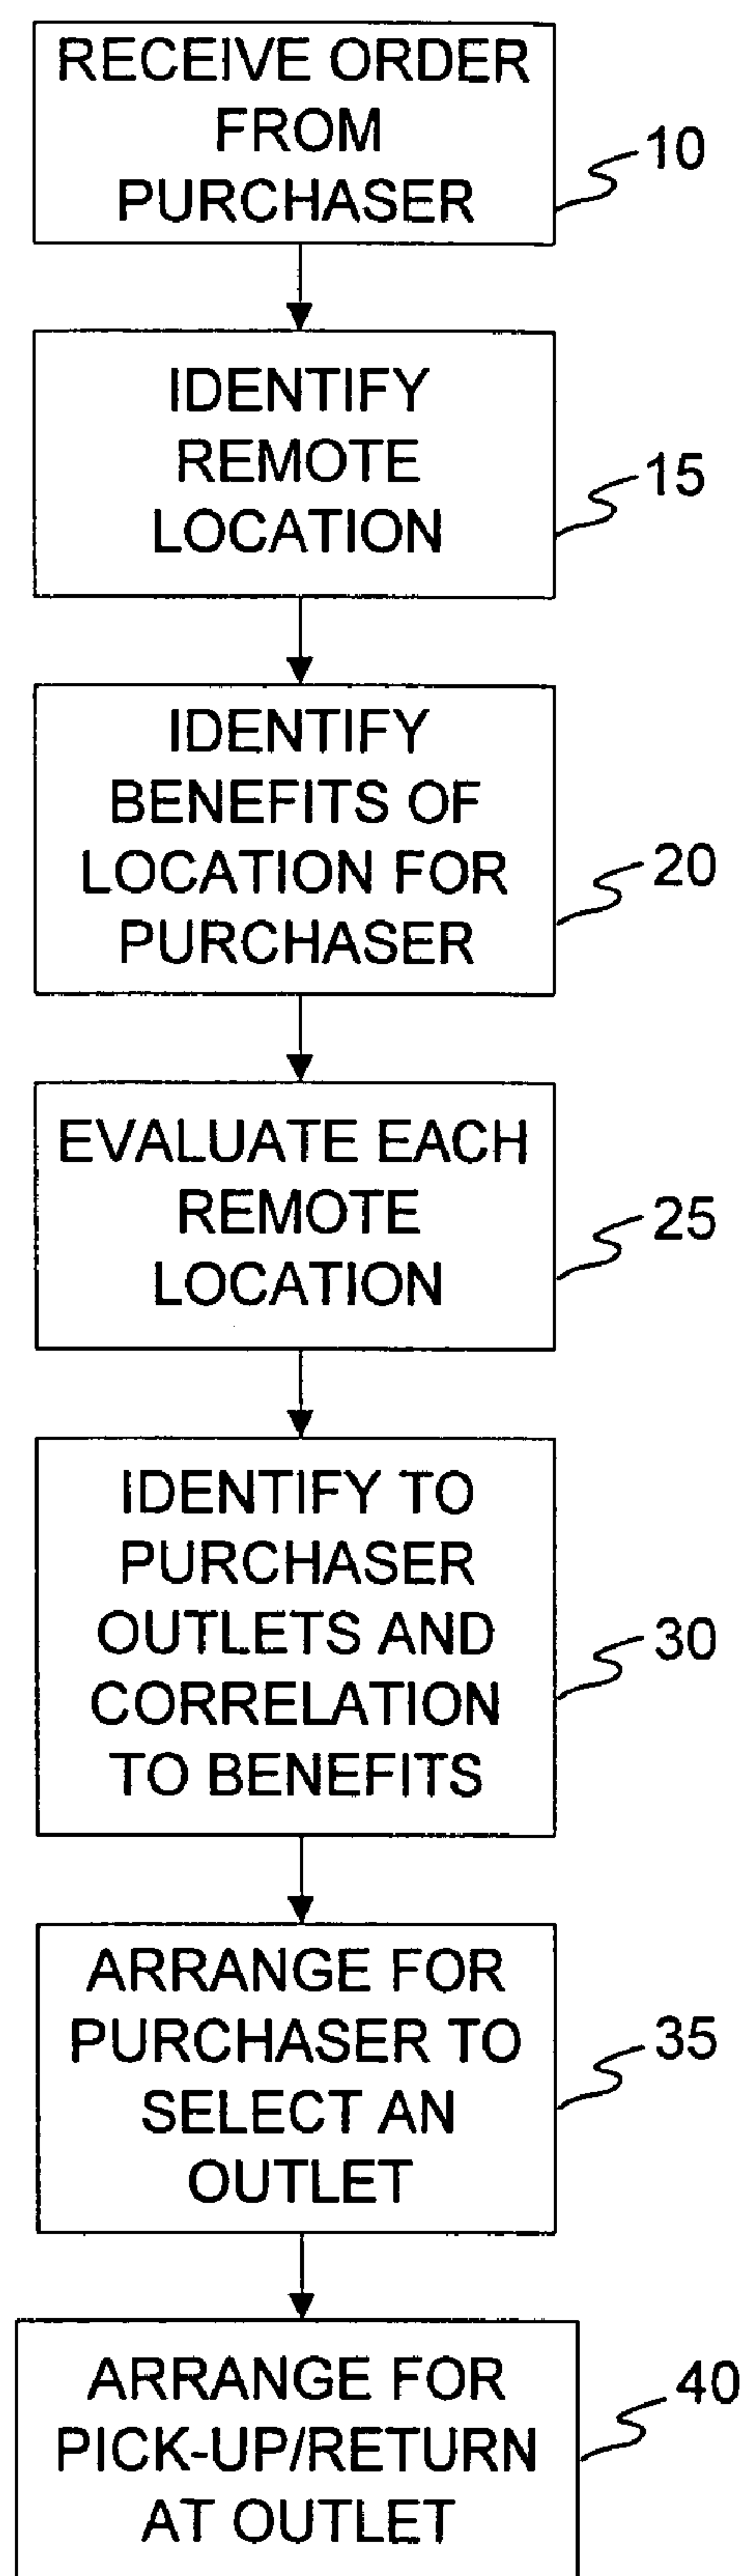 RECEIVE ORDER
FROM
PURCHASER
10
IDENTIFY
REMOTE
LOCATION
15
IDENTIFY
BENEFITS OF
LOCATION FOR
PURCHASER
20
EVALUATE EACH
REMOTE
LOCATION
25
IDENTIFY TO
PURCHASER
OUTLETS AND
CORRELATION
TO BENEFITS
30
ARRANGE FOR
PURCHASER TO
SELECT AN
OUTLET
35
ARRANGE FOR
PICK-UP/RETURN
AT OUTLET
40